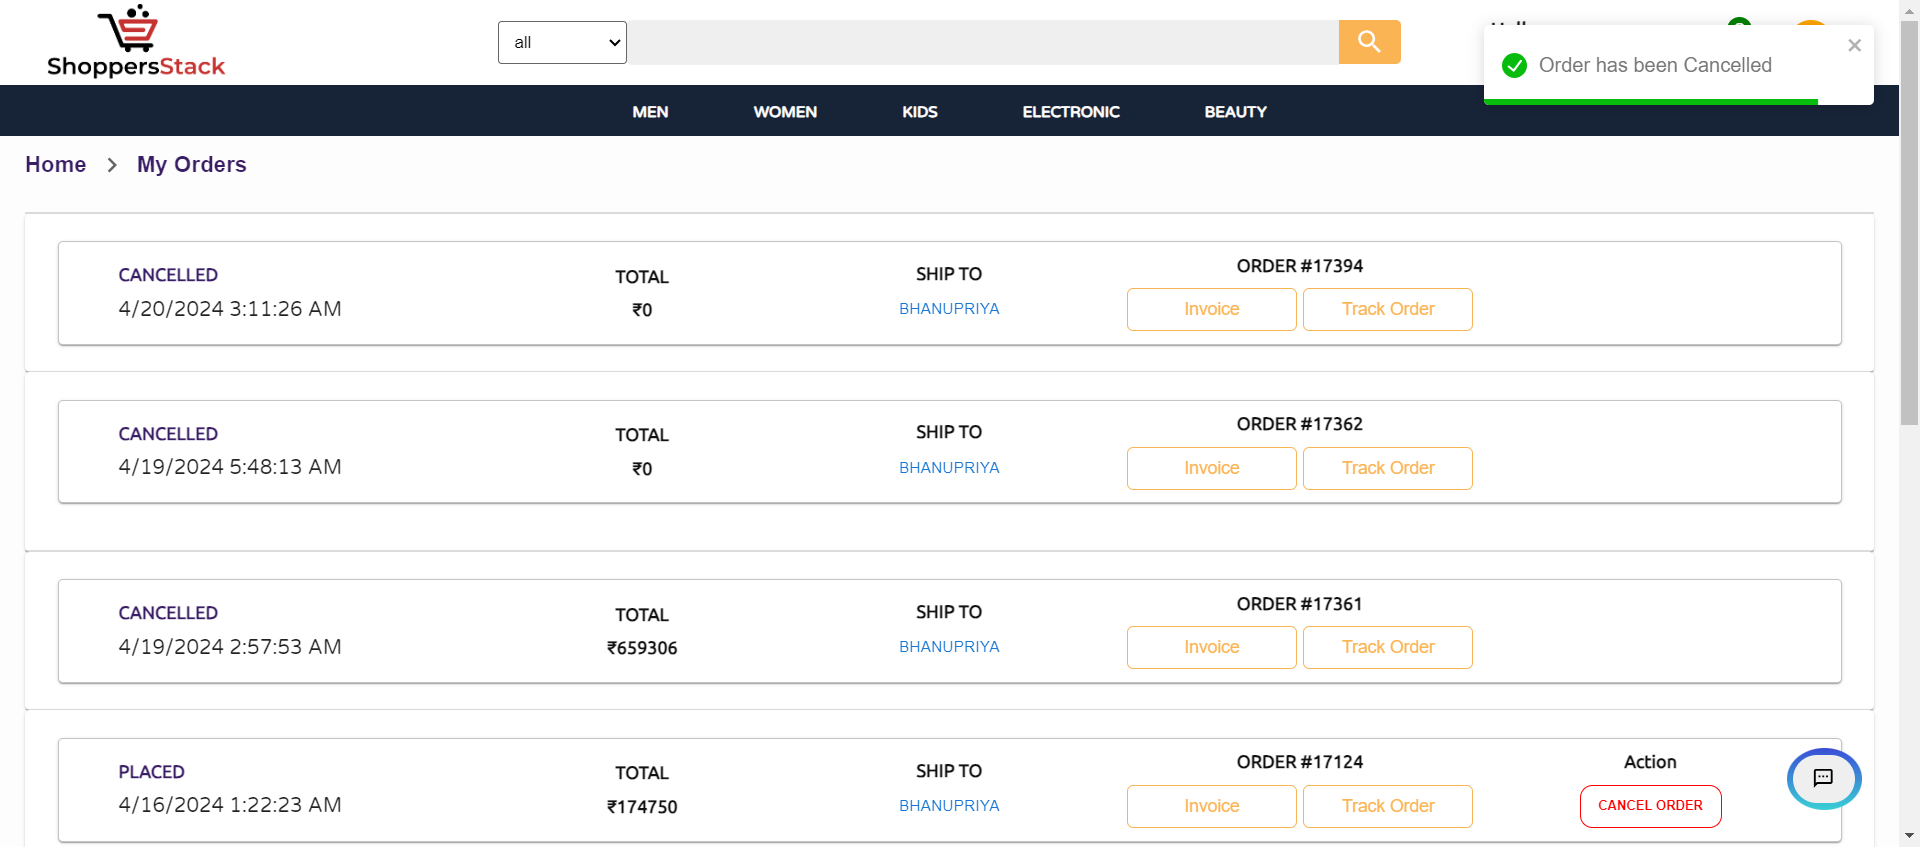 ShoppersStack
all
Order has been Cancelled
MEN WOMEN KIDS ELECTRONIC BEAUTY
Home > My Orders
CANCELLED TOTAL SHIP TO ORDER #17394
4/20/2024 3:11:26 AM ₹0 BHANUPRIYA Invoice Track Order
CANCELLED TOTAL SHIP TO ORDER #17362
4/19/2024 5:48:13 AM ₹0 BHANUPRIYA Invoice Track Order
CANCELLED TOTAL SHIP TO ORDER #17361
4/19/2024 2:57:53 AM ₹659306 BHANUPRIYA Invoice Track Order
PLACED TOTAL SHIP TO ORDER #17124 Action
4/16/2024 1:22:23 AM ₹174750 BHANUPRIYA Invoice Track Order CANCEL ORDER